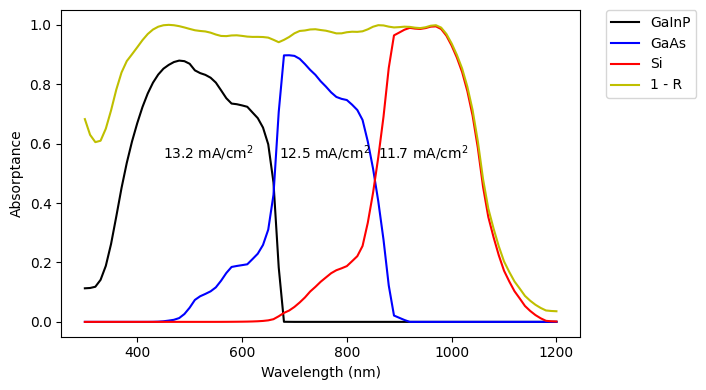 1.0
0.8
0.6
0.4
0.2
0.0
Absorptance
13.2 mA/cm²
12.5 mA/cm²
11.7 mA/cm²
400
600
800
1000
1200
Wavelength (nm)
GaInP
GaAs
Si
1 - R